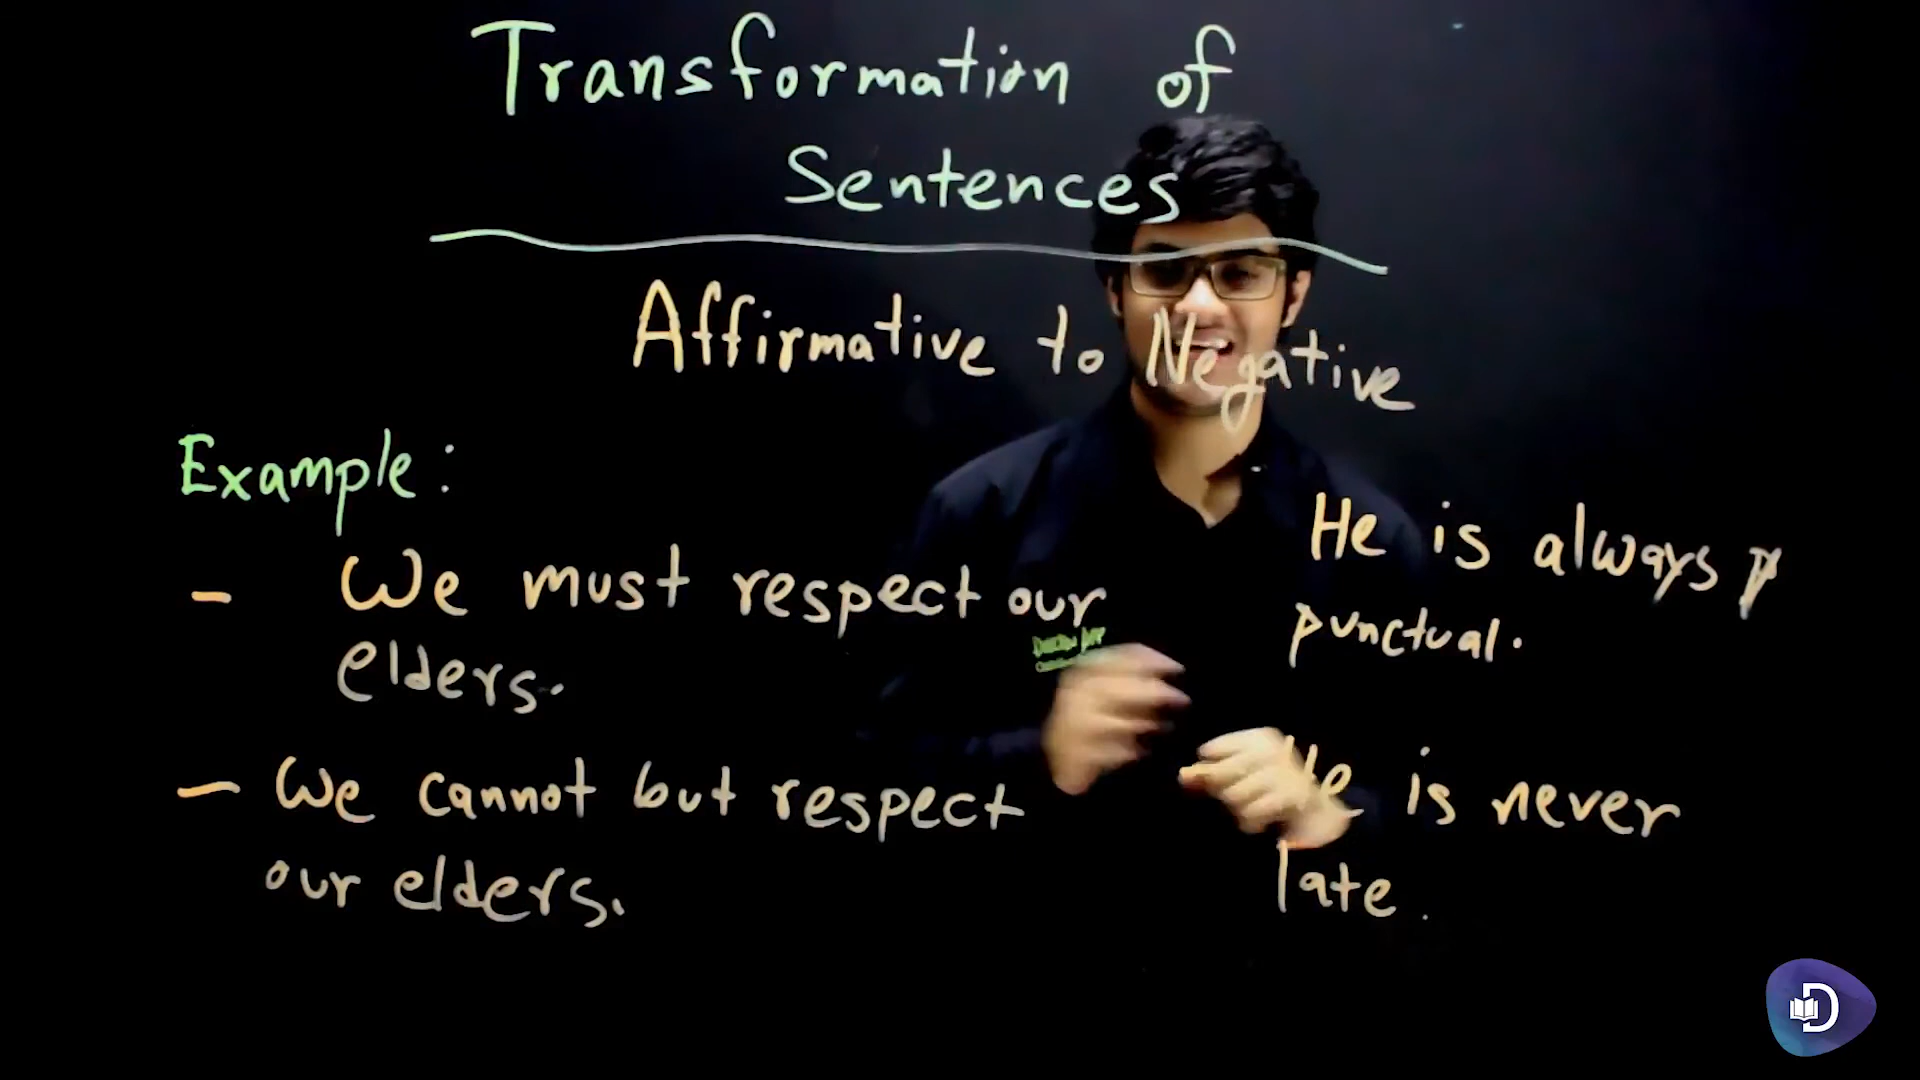 Transformation of
Sentences
Affirmative to Negative
Example:
- We must respect our
elders.
- We cannot but respect
our elders.
He is always p
punctual.
He is never
late.
D